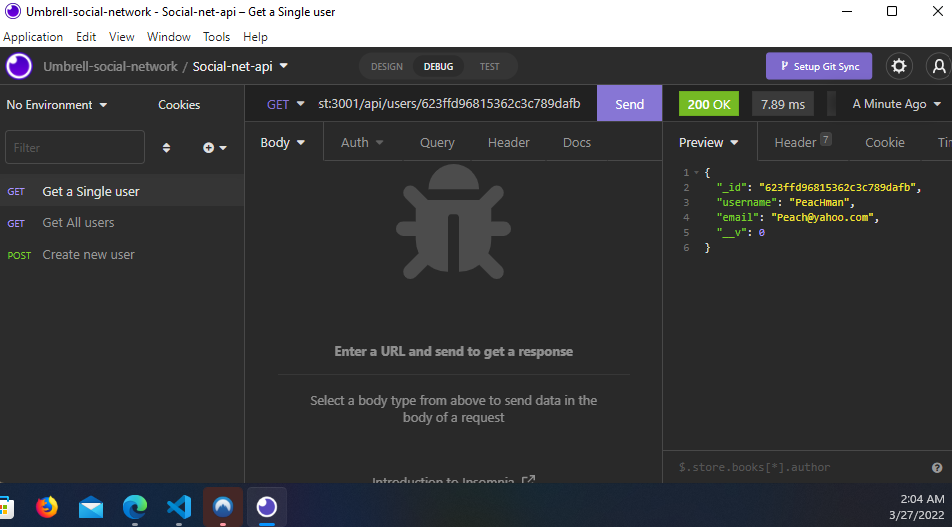 Umbrell-social-network - Social-net-api – Get a Single user
Application Edit View Window Tools Help
Umbrell-social-network / Social-net-api
DESIGN DEBUG TEST
Setup Git Sync
No Environment Cookies
GET st:3001/api/users/623ffd96815362c3c789dafb Send
200 OK 7.89 ms A Minute Ago
Filter
Body Auth Query Header Docs
Preview Header 7 Cookie Tin
GET Get a Single user
GET Get All users
POST Create new user
1 {
2 "_id": "623ffd96815362c3c789dafb",
3 "username": "PeacHman",
4 "email": "Peach@yahoo.com",
5 "__v": 0
6 }
Enter a URL and send to get a response
Select a body type from above to send data in the
body of a request
Introduction to Insomnia
$.store.books[*].author
2:04 AM
3/27/2022